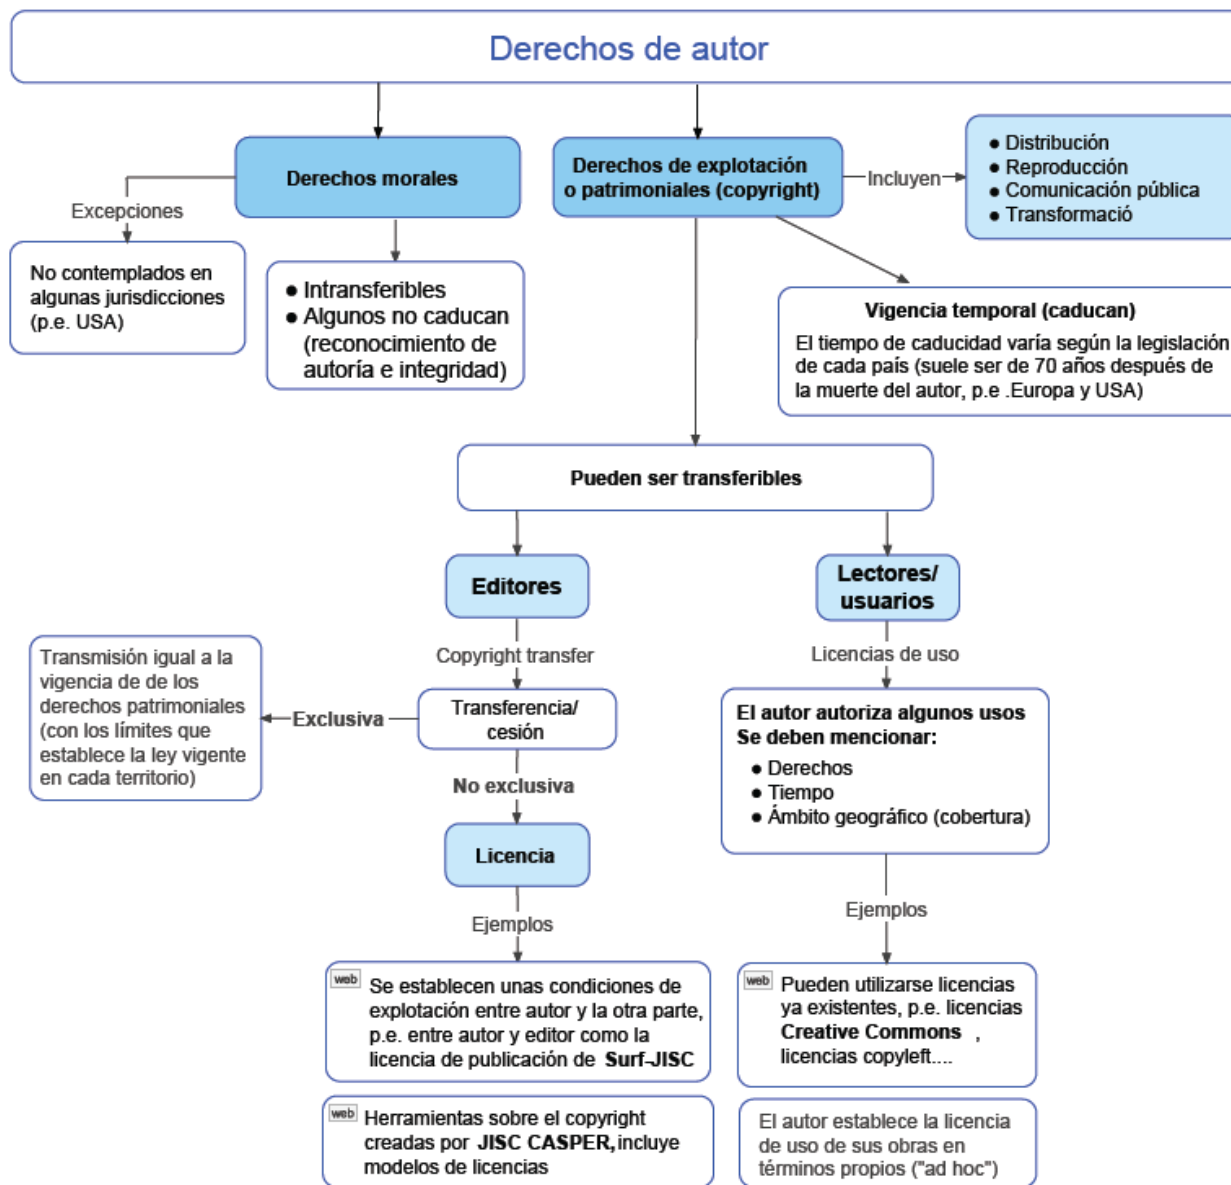 Derechos de autor
Derechos morales
Derechos de explotación
o patrimoniales (copyright)
Incluyen
● Distribución
● Reproducción
● Comunicación pública
● Transformació
Excepciones
No contemplados en
algunas jurisdicciones
(p.e. USA)
● Intransferibles
● Algunos no caducan
(reconocimiento de
autoría e integridad)
Vigencia temporal (caducan)
El tiempo de caducidad varía según la legislación
de cada país (suele ser de 70 años después de
la muerte del autor, p.e .Europa y USA)
Pueden ser transferibles
Editores
Lectores/
usuarios
Copyright transfer
Licencias de uso
Transmisión igual a la
vigencia de de los
derechos patrimoniales
(con los límites que
establece la ley vigente
en cada territorio)
Exclusiva
Transferencia/
cesión
El autor autoriza algunos usos
Se deben mencionar:
● Derechos
● Tiempo
● Ámbito geográfico (cobertura)
No exclusiva
Licencia
Ejemplos
Ejemplos
web
Se establecen unas condiciones de
explotación entre autor y la otra parte,
p.e. entre autor y editor como la
licencia de publicación de Surf-JISC
web
Pueden utilizarse licencias
ya existentes, p.e. licencias
Creative Commons ,
licencias copyleft....
web
Herramientas sobre el copyright
creadas por JISC CASPER, incluye
modelos de licencias
El autor establece la licencia
de uso de sus obras en
términos propios ("ad hoc")